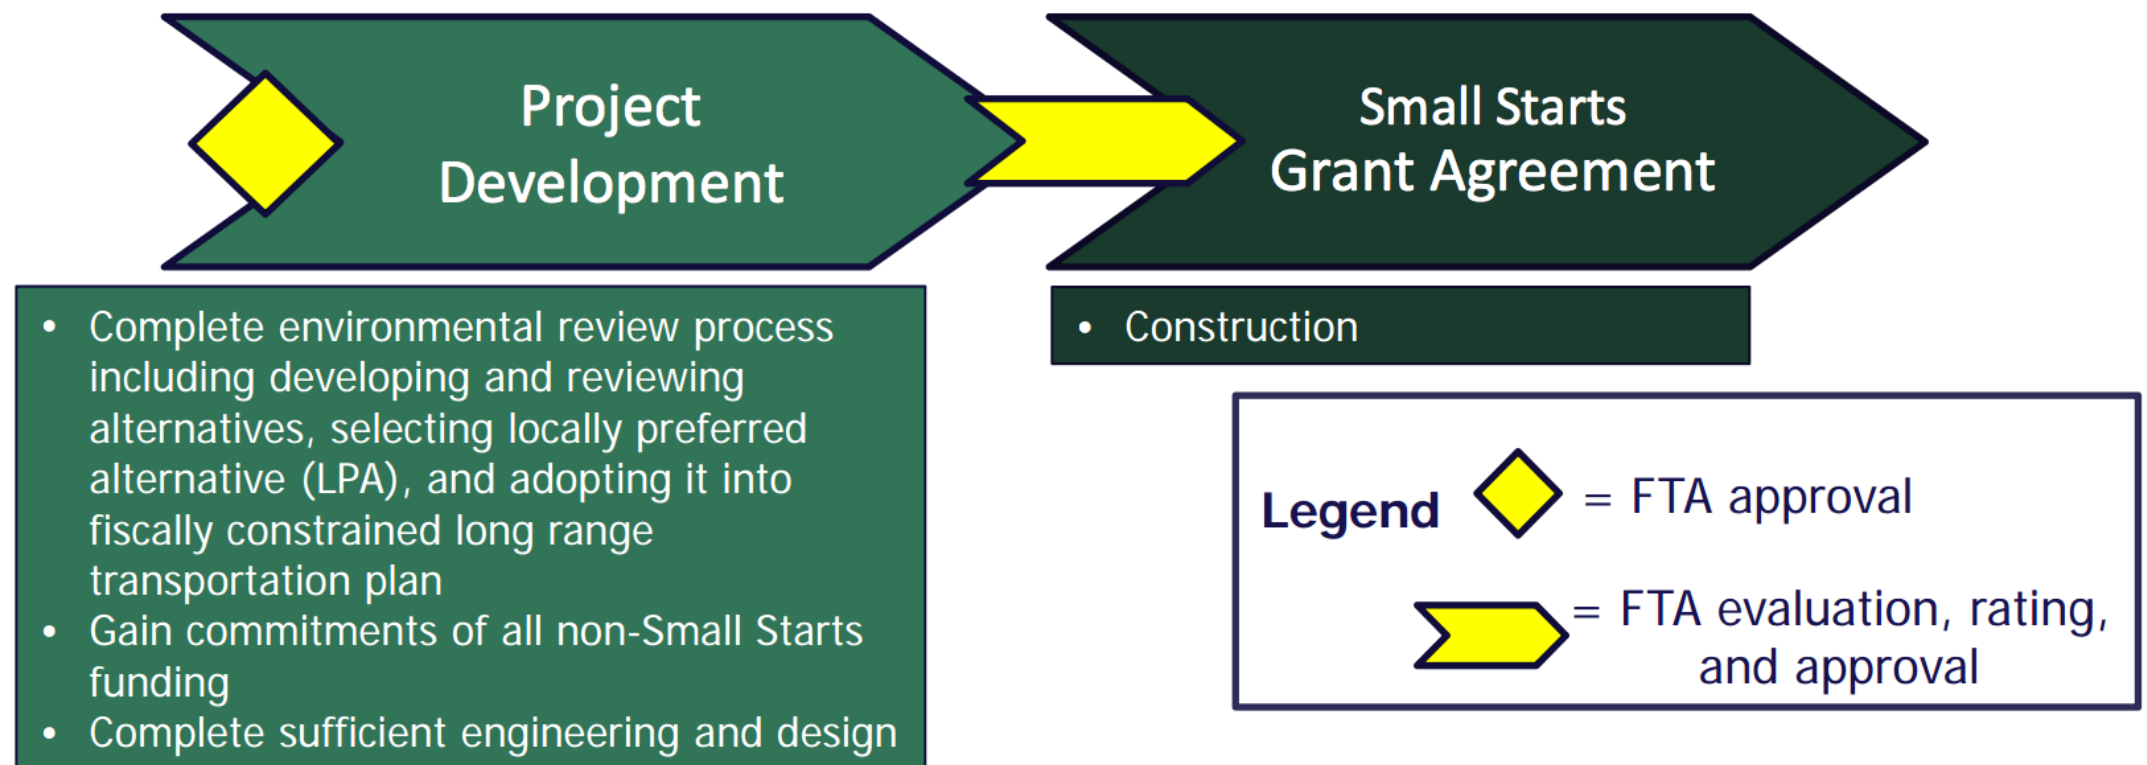 Project
Development
Small Starts
Grant Agreement
• Complete environmental review process
including developing and reviewing
alternatives, selecting locally preferred
alternative (LPA), and adopting it into
fiscally constrained long range
transportation plan
• Gain commitments of all non-Small Starts
funding
• Complete sufficient engineering and design
• Construction
Legend
= FTA approval
= FTA evaluation, rating,
and approval